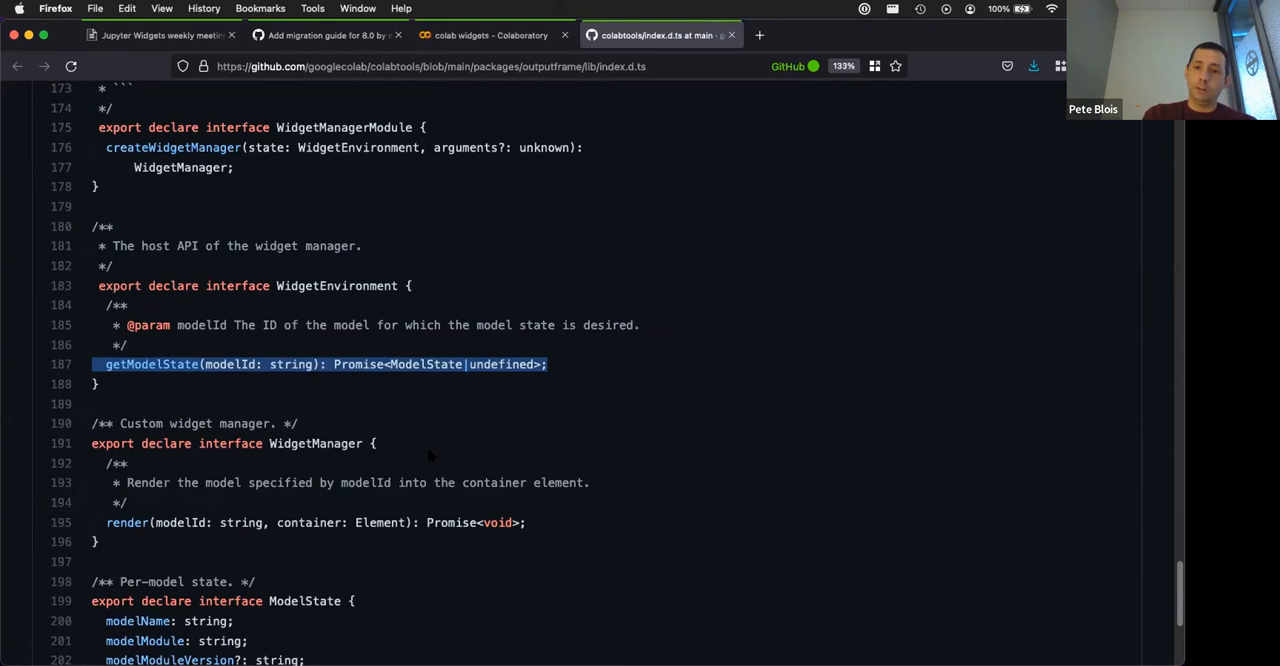 Firefox File Edit View History Bookmarks Tools Window Help 100%
Jupyter Widgets weekly meetin Add migration guide for 8.0 by n colab widgets - Colaboratory colabtools/index.d.ts at main · g
https://github.com/googlecolab/colabtools/blob/main/packages/outputframe/lib/index.d.ts GitHub 133%
Pete Blois
173 * ```
174 */
175 export declare interface WidgetManagerModule {
176 createWidgetManager(state: WidgetEnvironment, arguments?: unknown):
177 WidgetManager;
178 }
179
180 /**
181 * The host API of the widget manager.
182 */
183 export declare interface WidgetEnvironment {
184 /**
185 * @param modelId The ID of the model for which the model state is desired.
186 */
187 getModelState(modelId: string): Promise<ModelState|undefined>;
188 }
189
190 /** Custom widget manager. */
191 export declare interface WidgetManager {
192 /**
193 * Render the model specified by modelId into the container element.
194 */
195 render(modelId: string, container: Element): Promise<void>;
196 }
197
198 /** Per-model state. */
199 export declare interface ModelState {
200 modelName: string;
201 modelModule: string;
202 modelModuleVersion?: string;